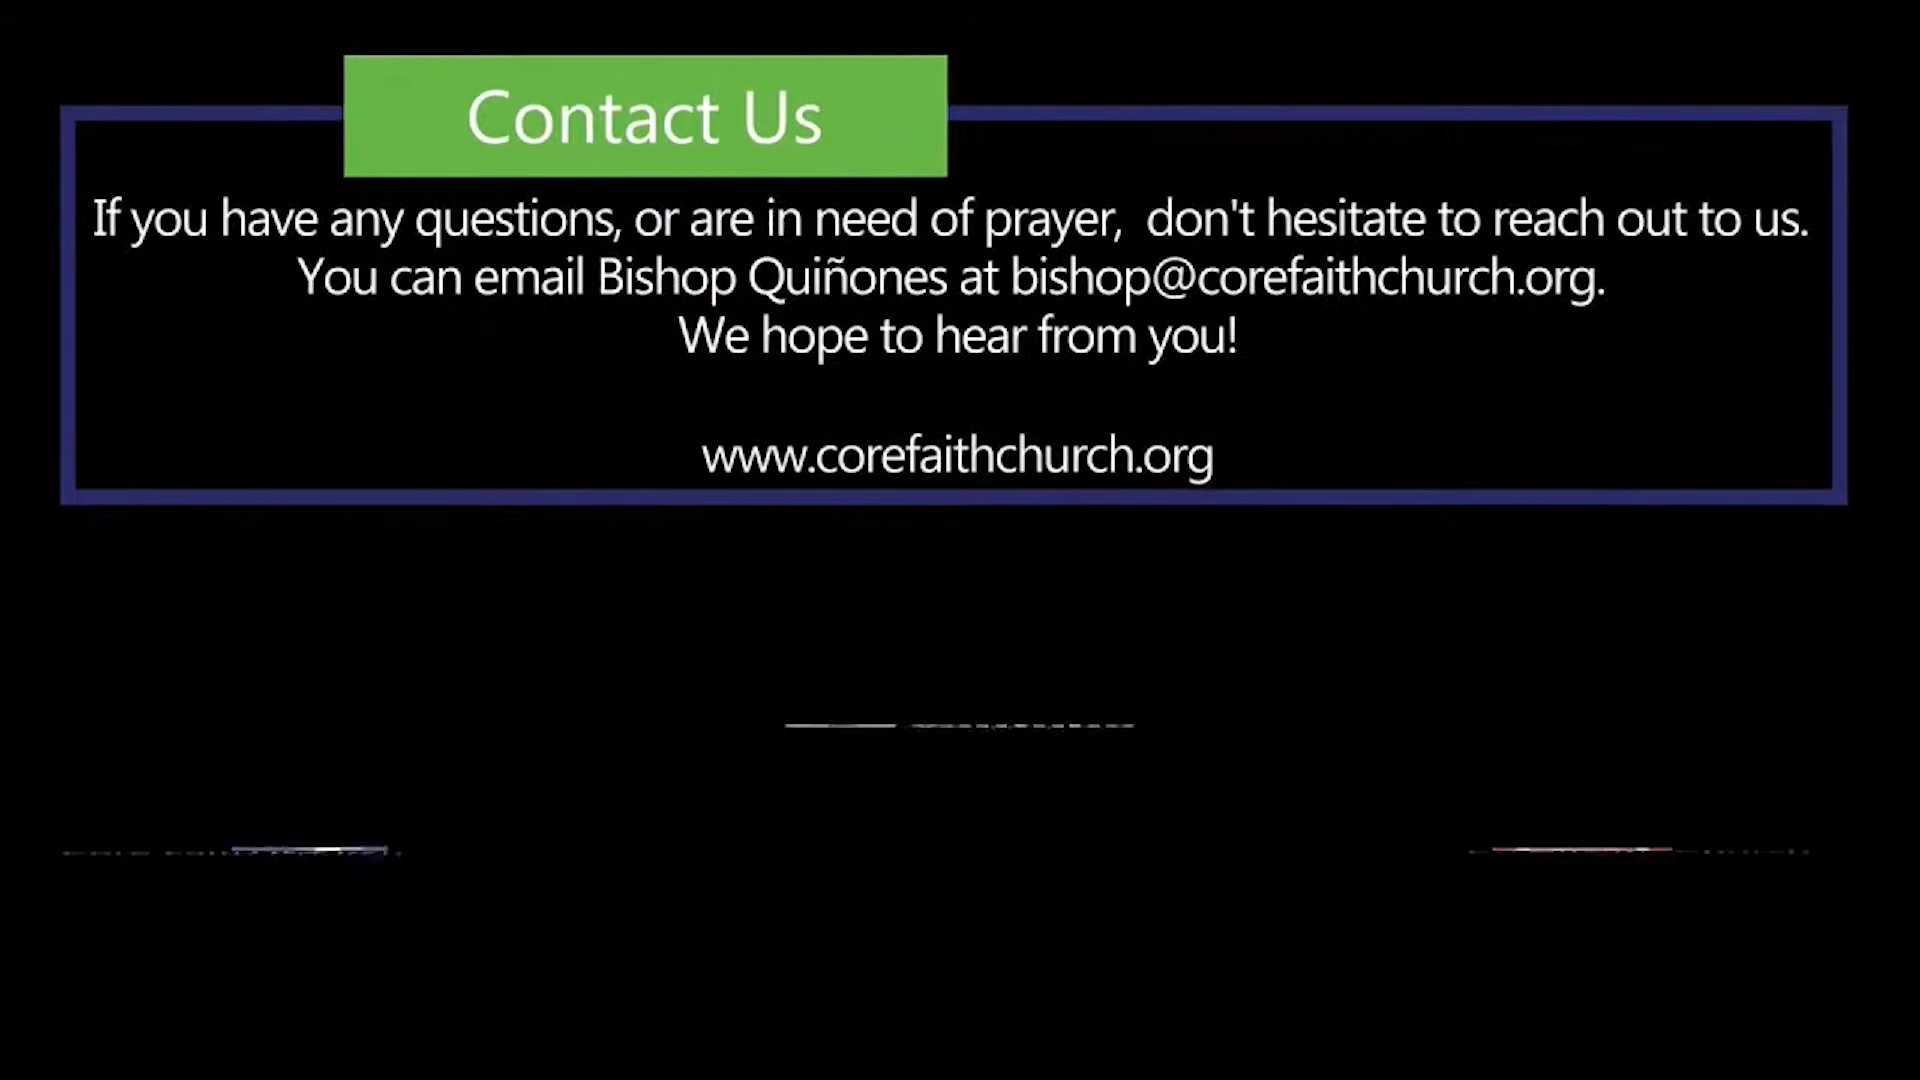 Contact Us
If you have any questions, or are in need of prayer,  don't hesitate to reach out to us.
You can email Bishop Quiñones at bishop@corefaithchurch.org.
We hope to hear from you!
www.corefaithchurch.org